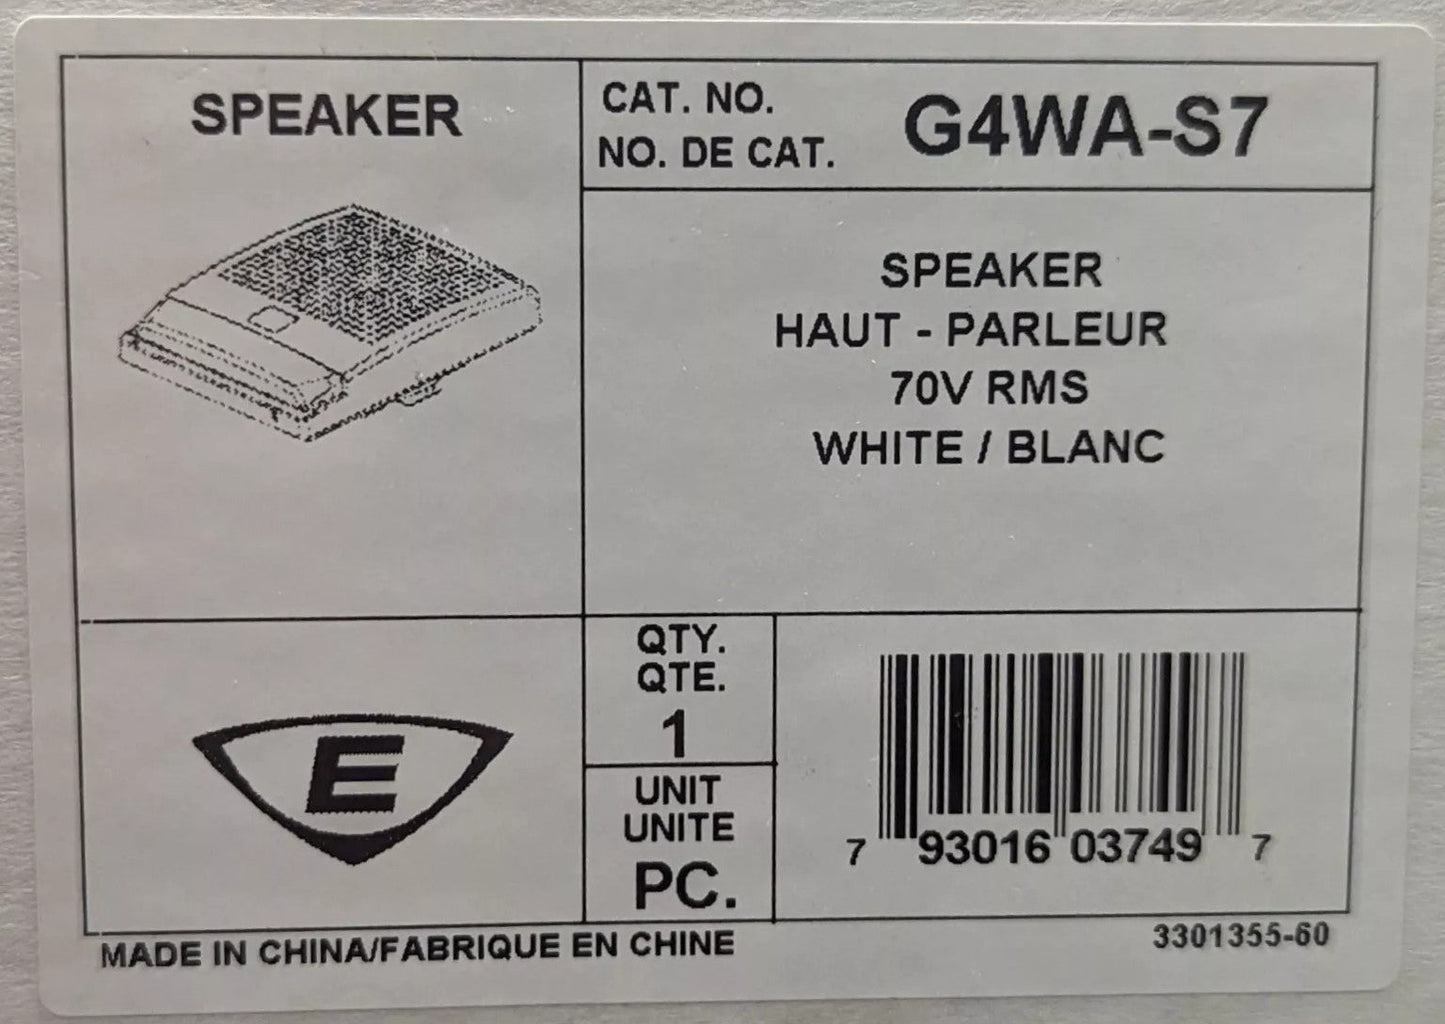 SPEAKER
CAT. NO.
NO. DE CAT.
G4WA-S7
SPEAKER
HAUT - PARLEUR
70V RMS
WHITE / BLANC
E
QTY.
QTE.
1
UNIT
UNITE
PC.
7 93016 03749 7
MADE IN CHINA/FABRIQUE EN CHINE
3301355-60